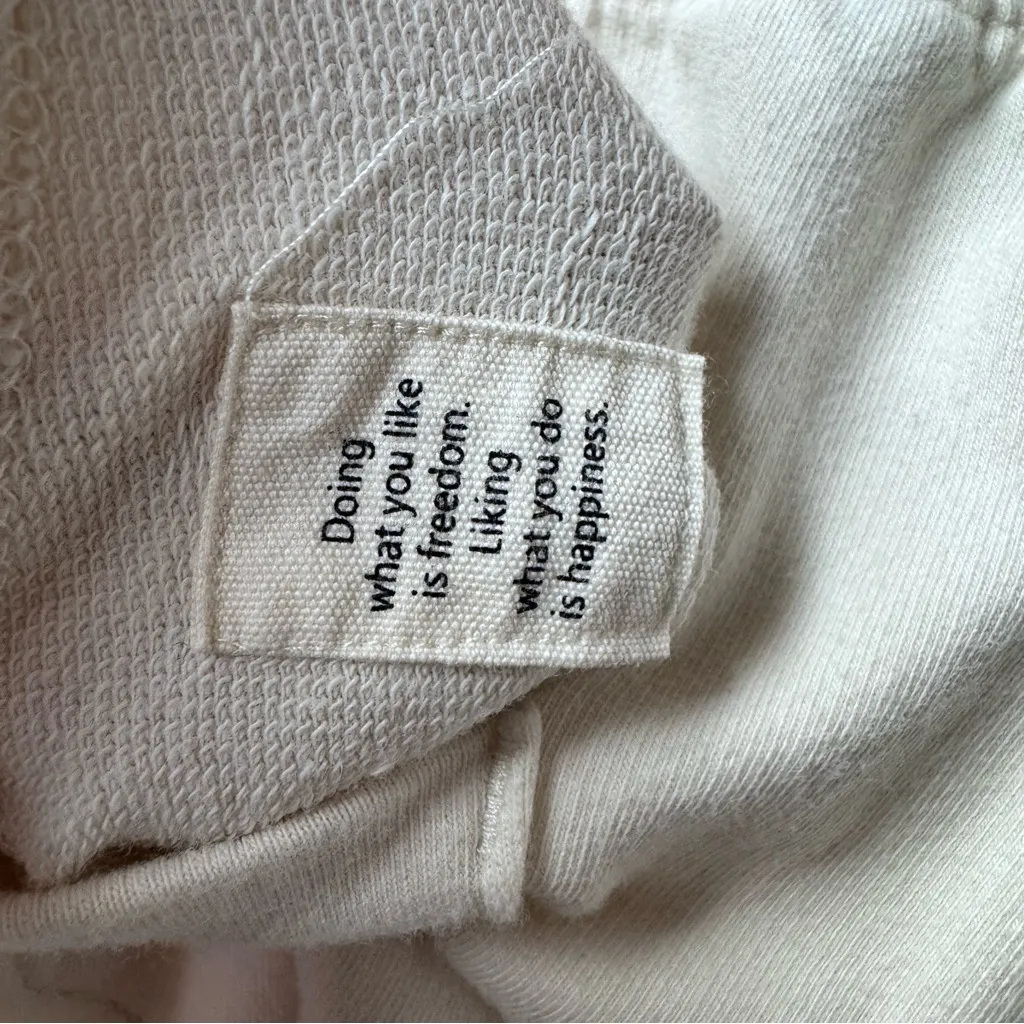 Doing
what you like
is freedom.
Liking
what you do
is happiness.